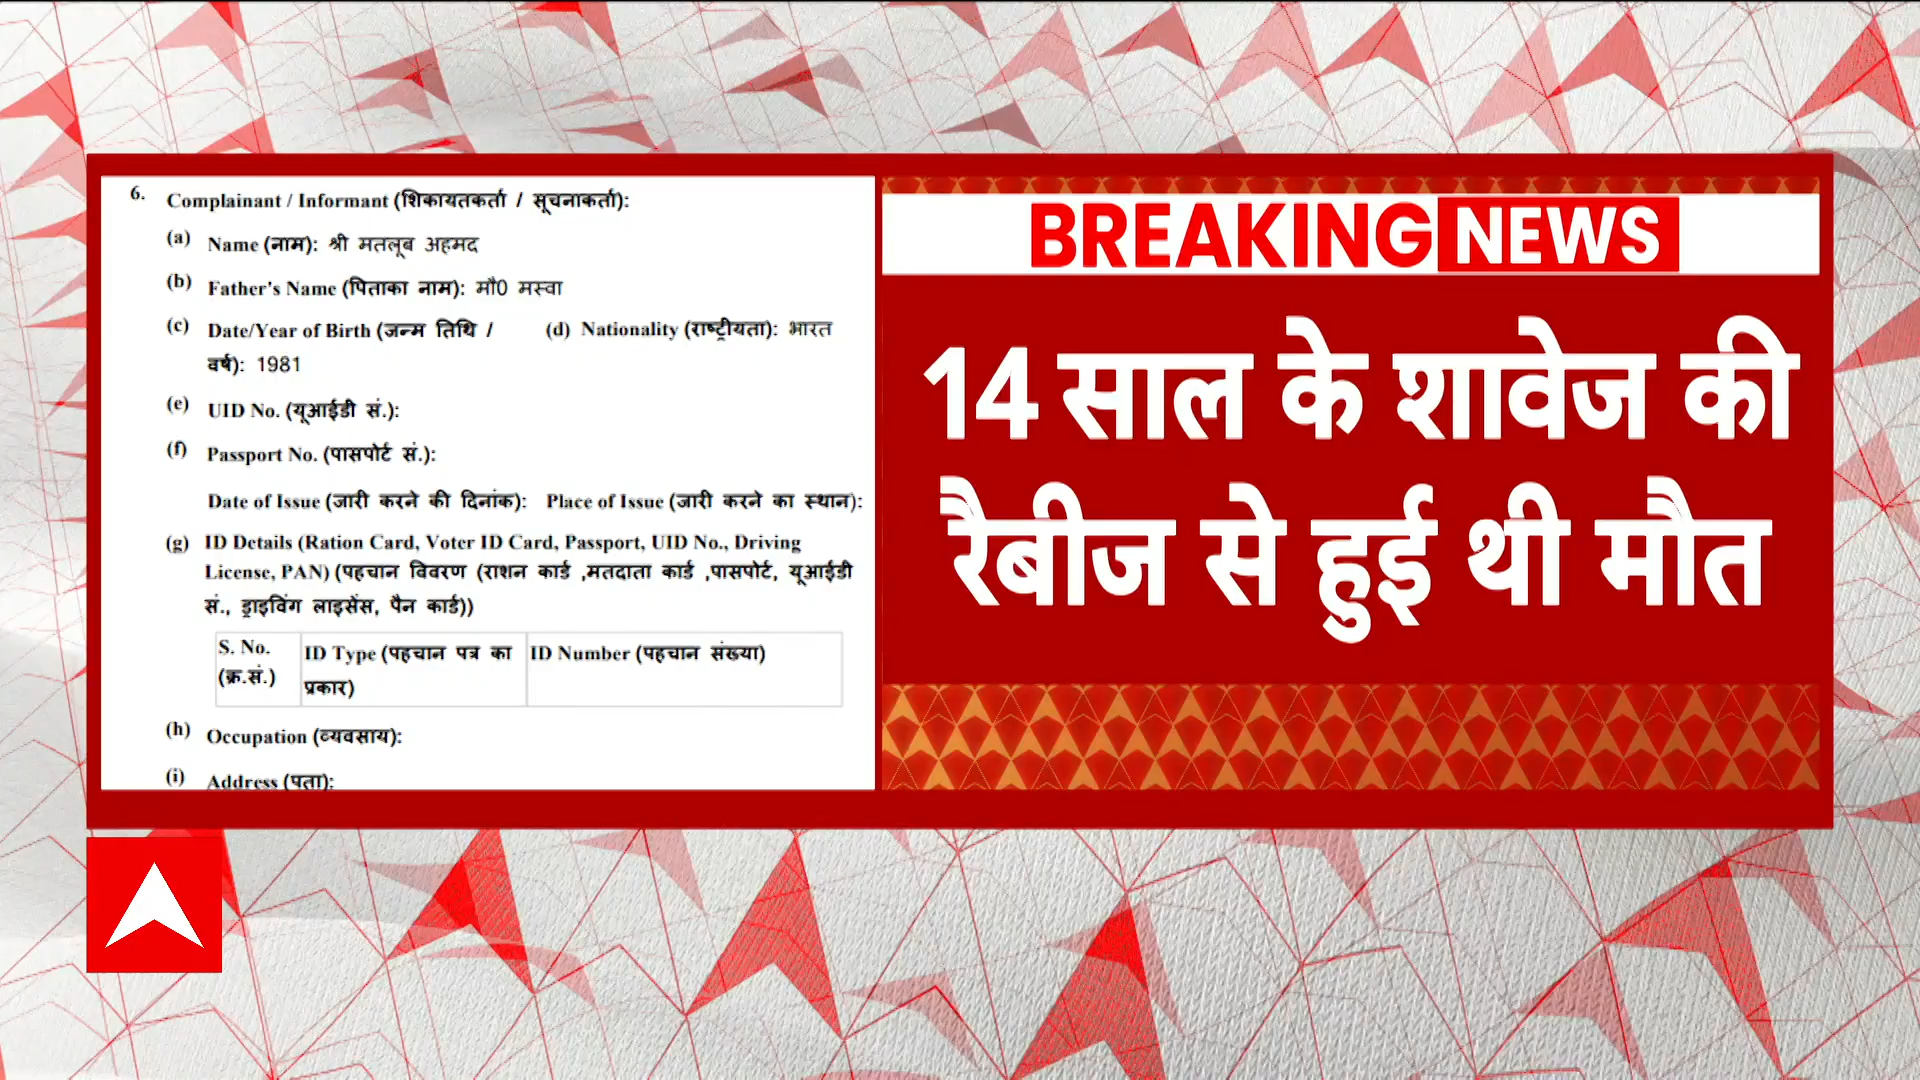 6. Complainant / Informant (शिकायतकर्ता / सूचनाकर्ता):
(a) Name (नाम): श्री मतलूब अहमद
(b) Father's Name (पिताका नाम): मौ0 मस्वा
(c) Date/Year of Birth (जन्म तिथि / वर्ष): 1981
(d) Nationality (राष्ट्रीयता): भारत
(e) UID No. (यूआईडी सं.):
(f) Passport No. (पासपोर्ट सं.):
Date of Issue (जारी करने की दिनांक): Place of Issue (जारी करने का स्थान):
(g) ID Details (Ration Card, Voter ID Card, Passport, UID No., Driving
License, PAN) (पहचान विवरण (राशन कार्ड ,मतदाता कार्ड ,पासपोर्ट, यूआईडी
सं., ड्राइविंग लाइसेंस, पैन कार्ड))
S. No. (क्र.सं.)
ID Type (पहचान पत्र का प्रकार)
ID Number (पहचान संख्या)
(h) Occupation (व्यवसाय):
(i) Address (पता):
BREAKING NEWS
14 साल के शावेज की
रैबीज से हुई थी मौत